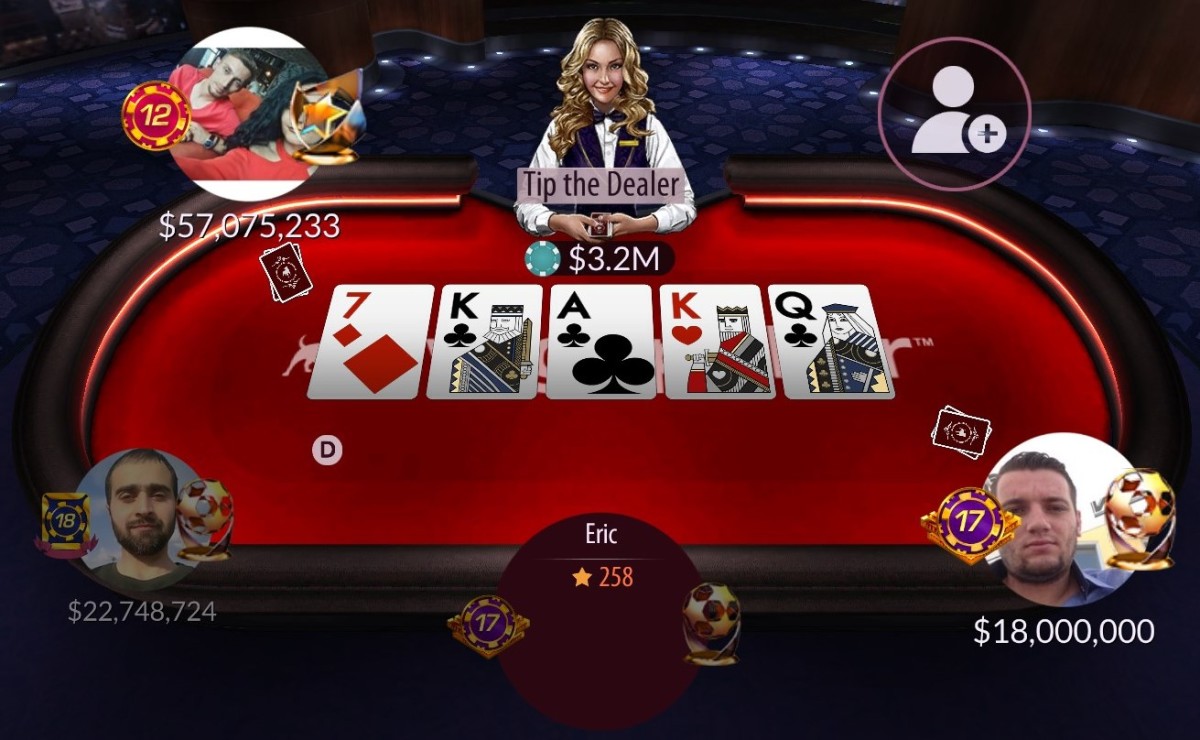 12
Tip the Dealer
$57,075,233
$3.2M
7
K
A
K
Q
D
18
17
$22,748,724
Eric
258
17
$18,000,000